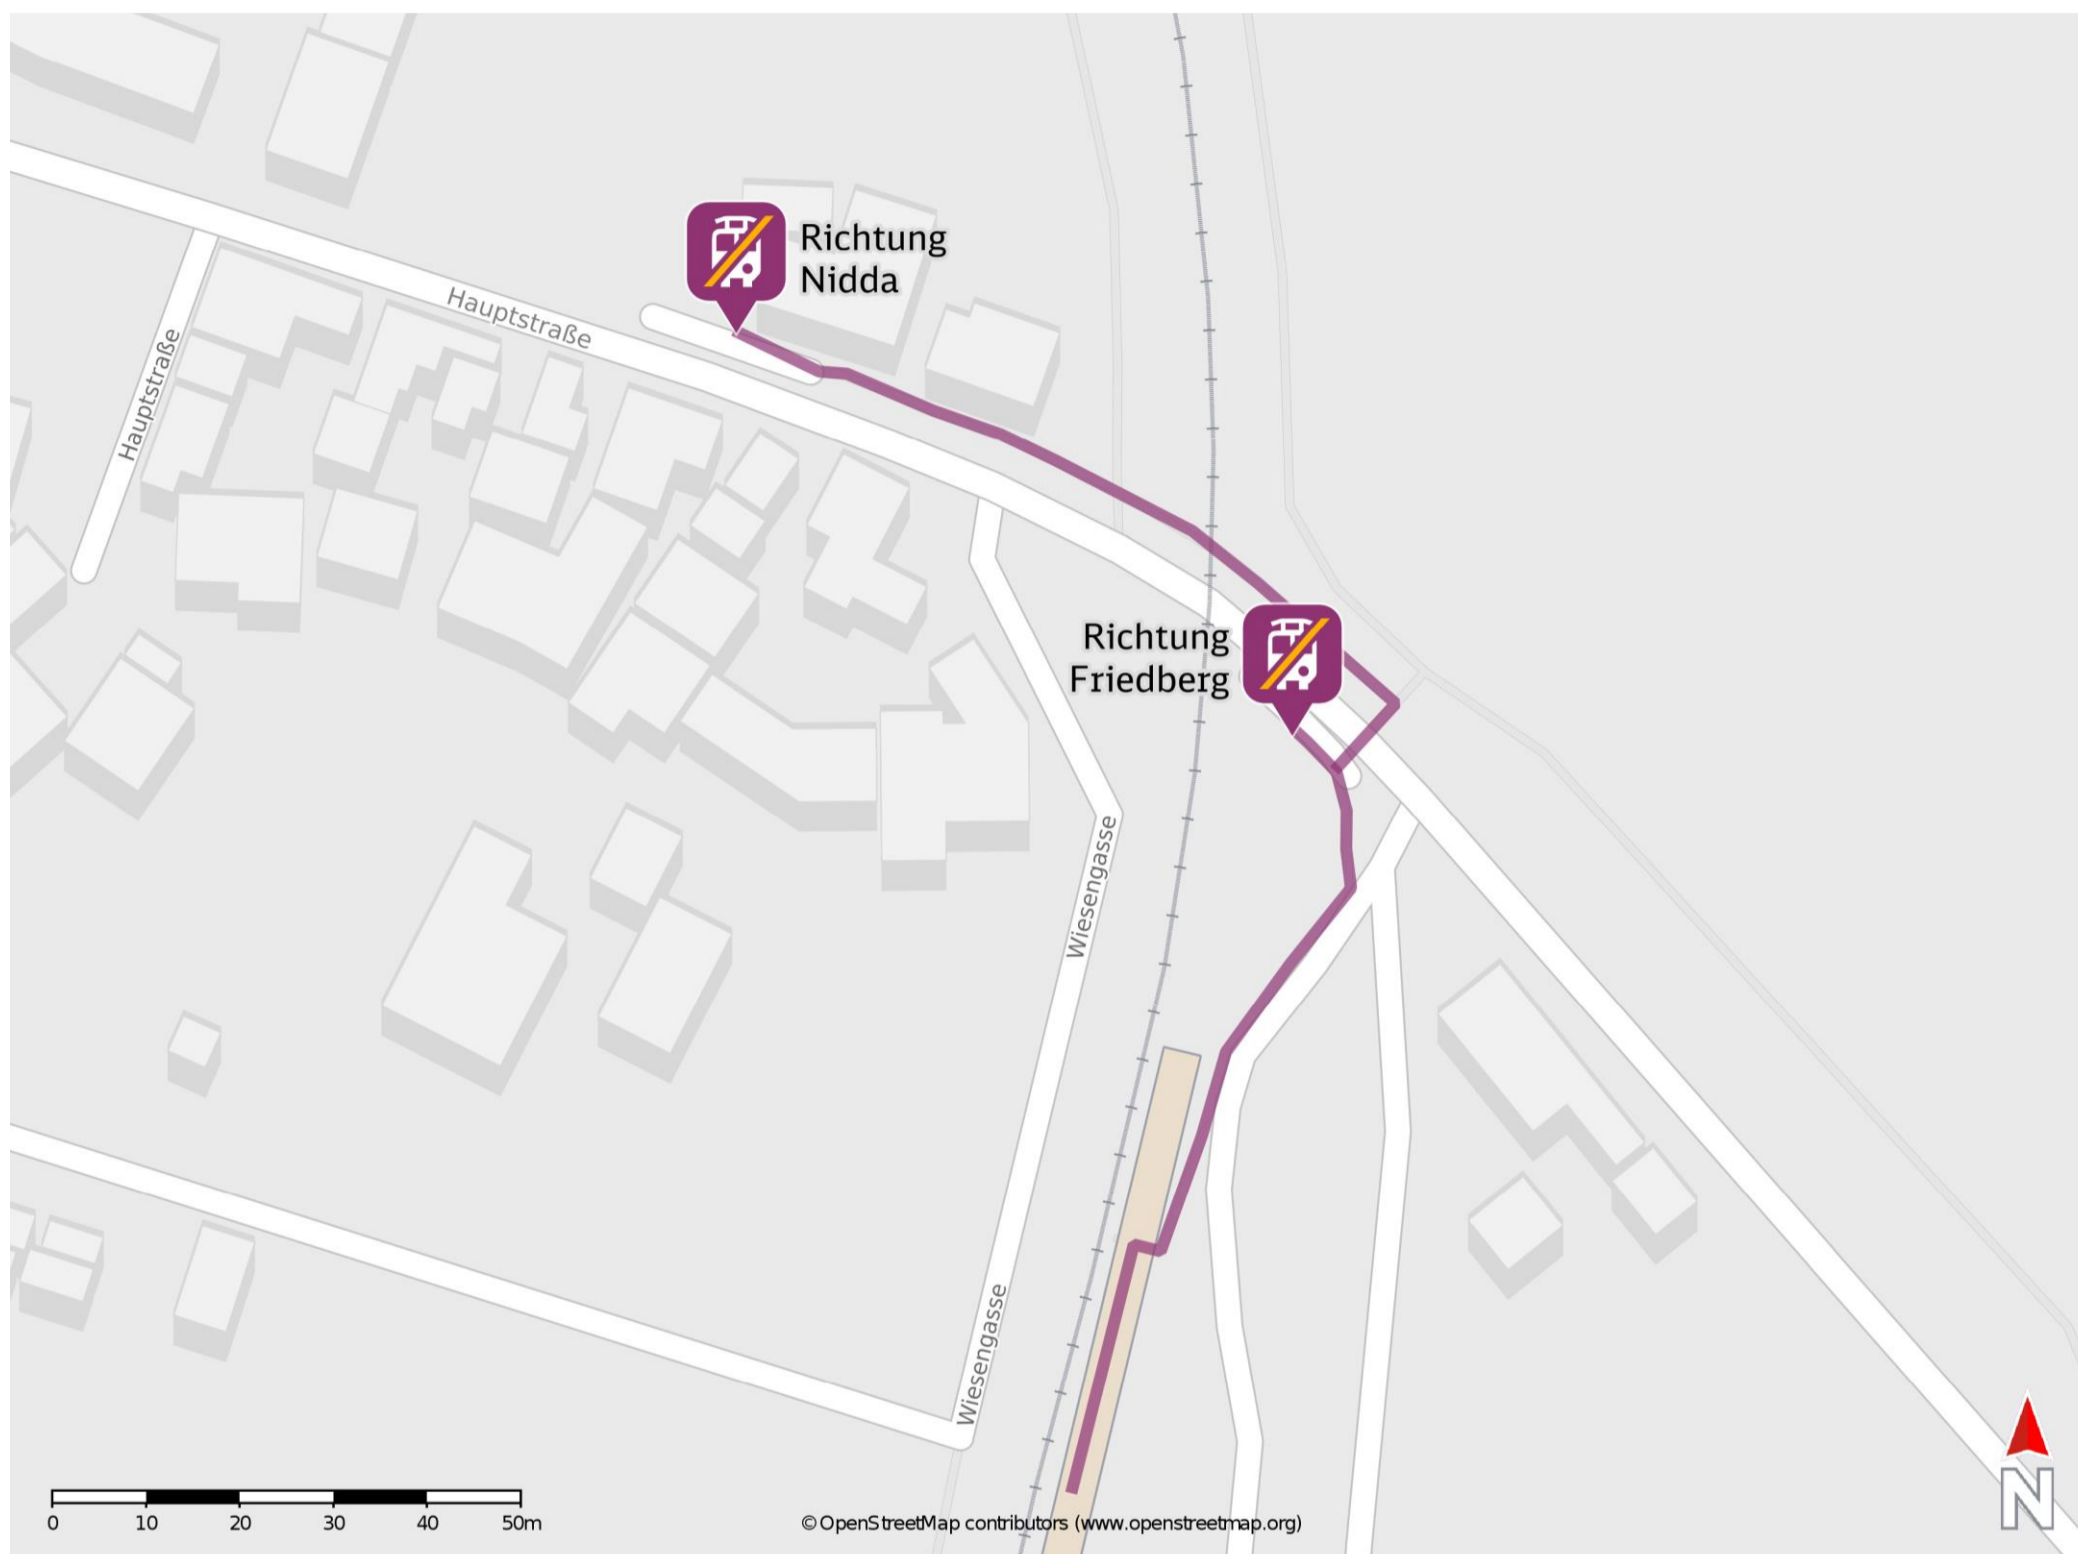 Richtung
Nidda
Hauptstraße
Hauptstraße
Richtung
Friedberg
Wiesengasse
Wiesengasse
N
0 10 20 30 40 50m
© OpenStreetMap contributors (www.openstreetmap.org)